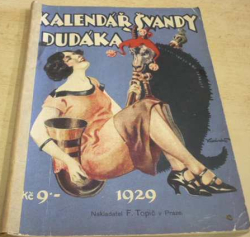 KALENDÁŘ ŠVANDY
DUDÁKA
Kč 9·–
1929
Nakladatel F. Topič v Praze